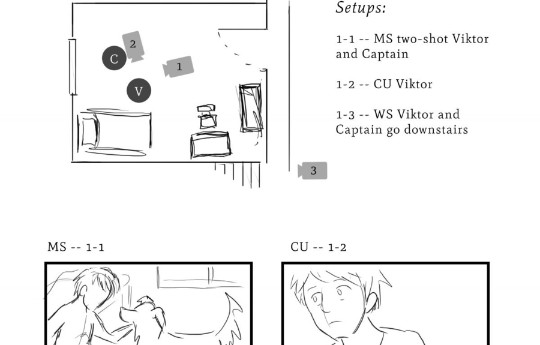 Setups:
1-1 -- MS two-shot Viktor
and Captain
1-2 -- CU Viktor
1-3 -- WS Viktor and
Captain go downstairs
2
C
1
V
3
MS -- 1-1
CU -- 1-2